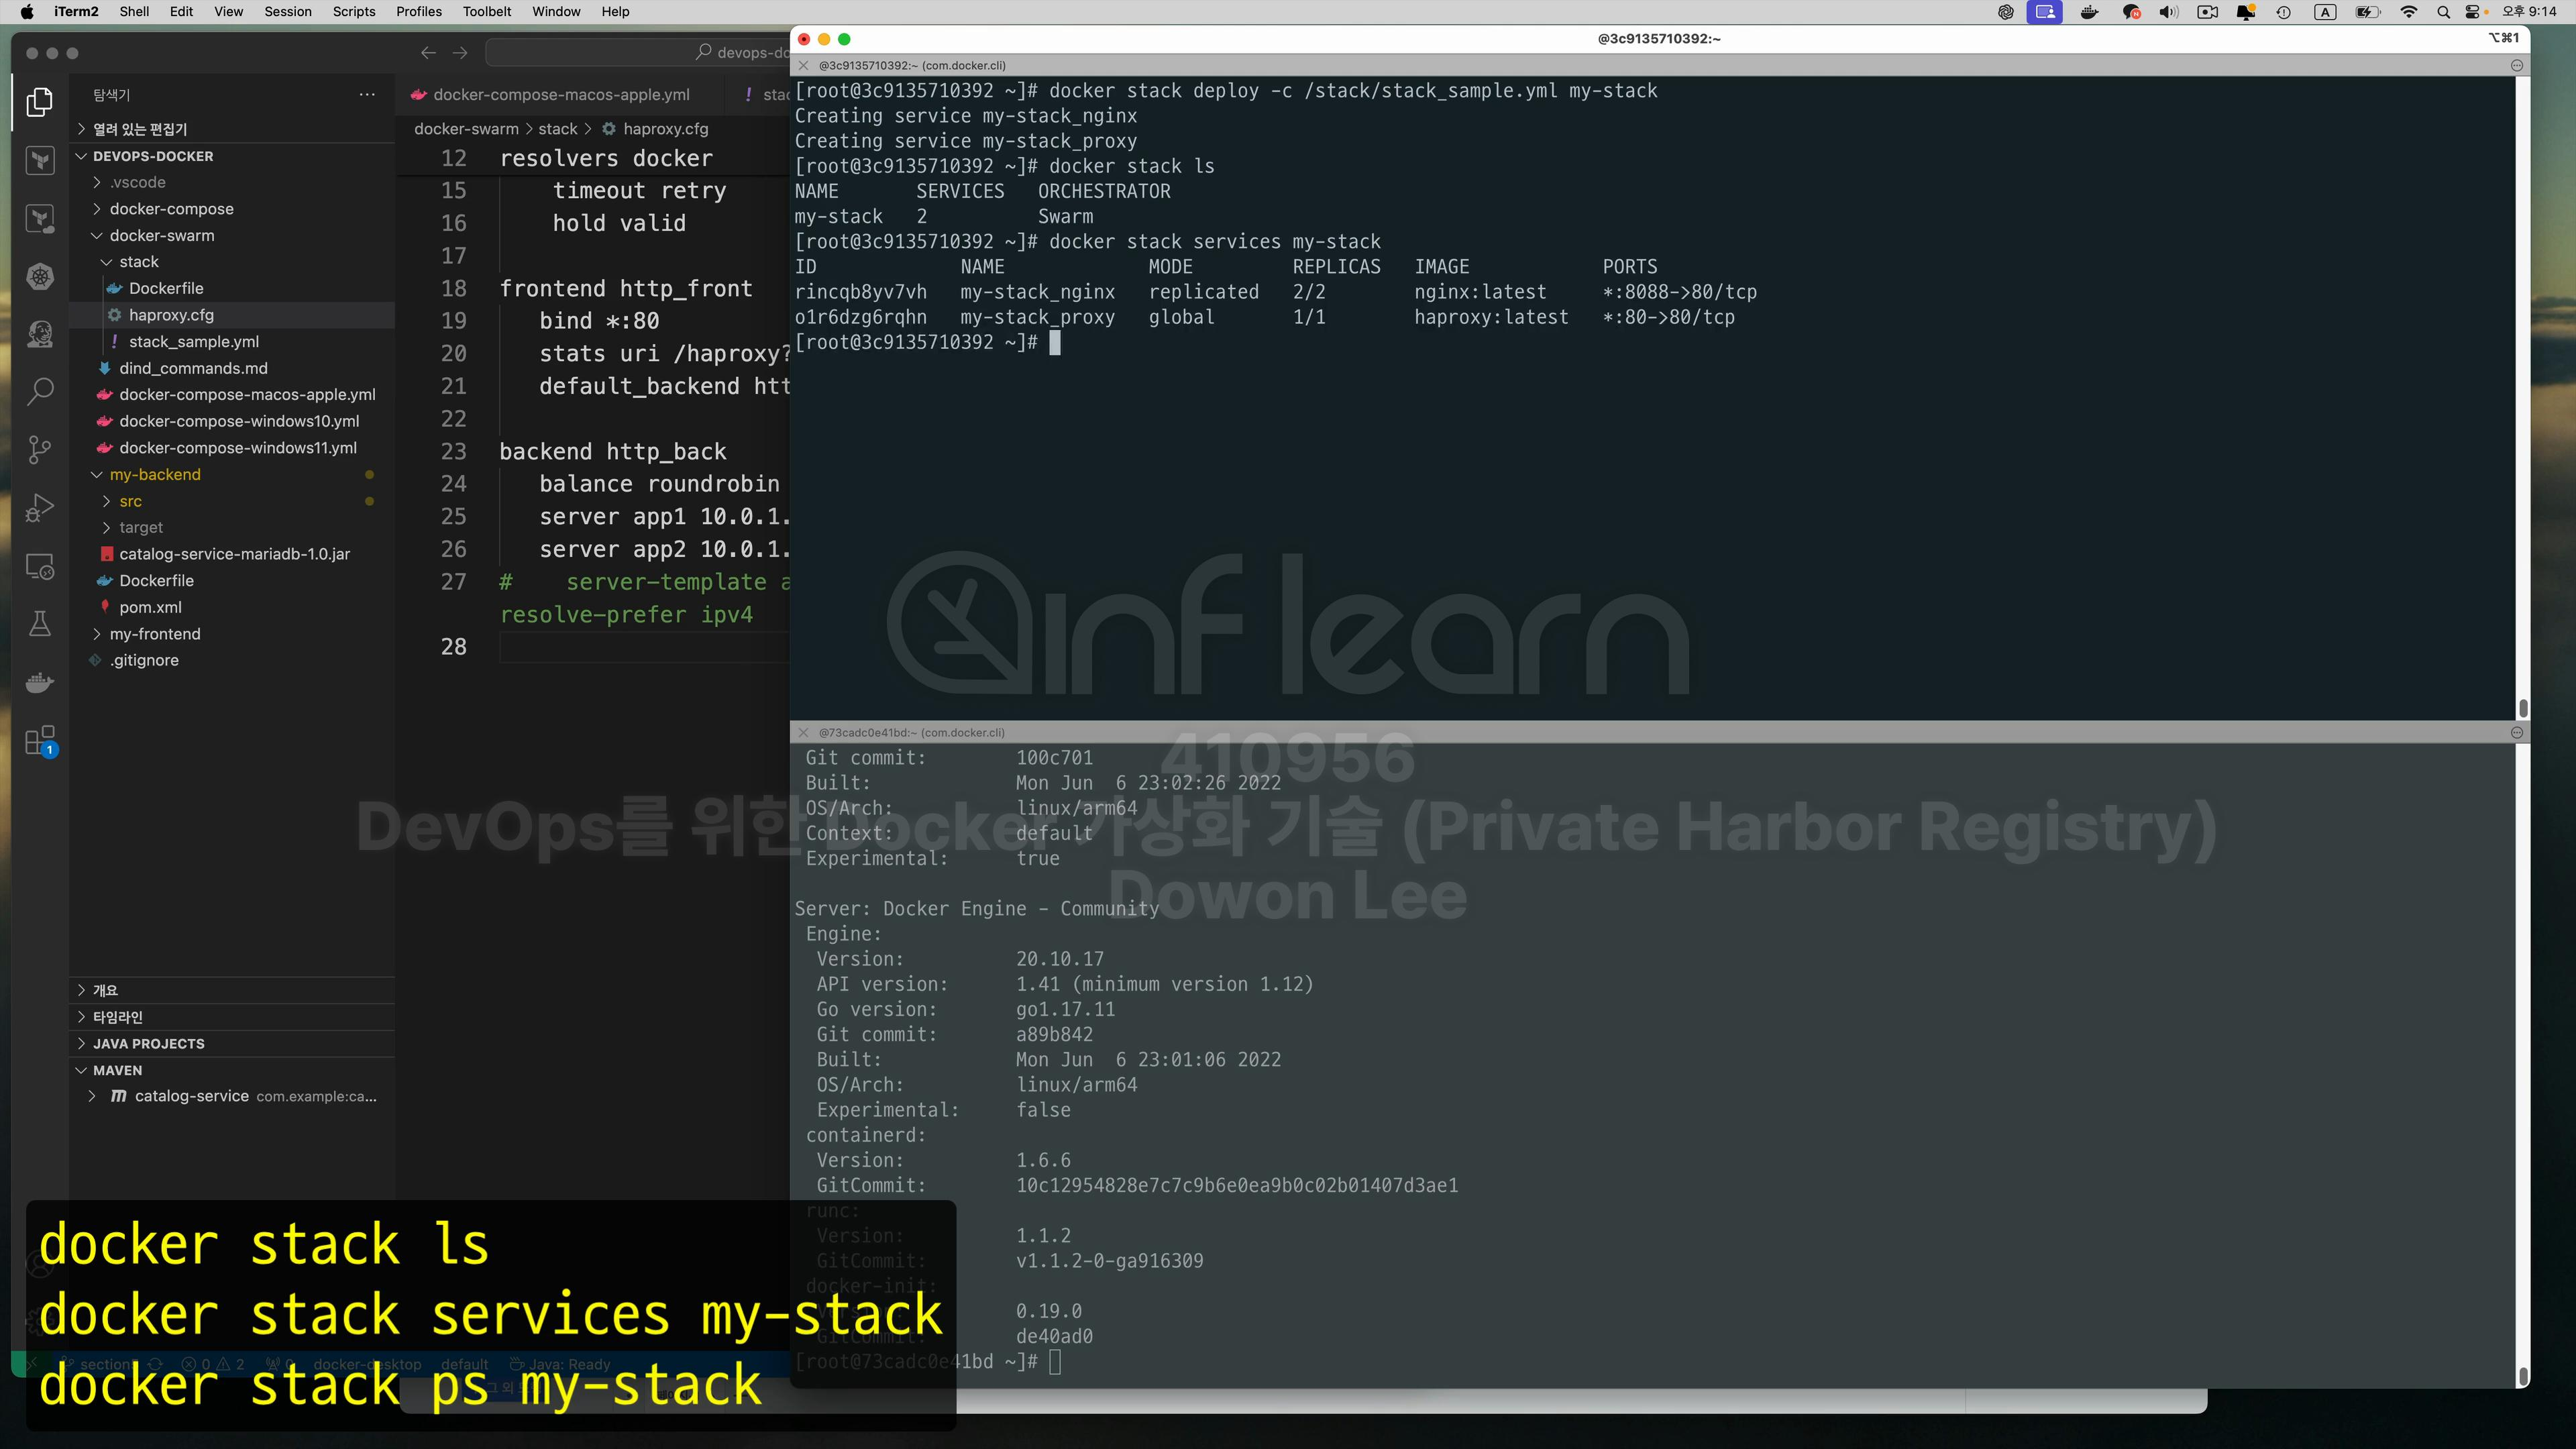 iTerm2 Shell Edit View Session Scripts Profiles Toolbelt Window Help
A 오후 9:14
devops-do
탐색기 ...
열려 있는 편집기
DEVOPS-DOCKER
.vscode
docker-compose
docker-swarm
stack
Dockerfile
haproxy.cfg
! stack_sample.yml
dind_commands.md
docker-compose-macos-apple.yml
docker-compose-windows10.yml
docker-compose-windows11.yml
my-backend
src
target
catalog-service-mariadb-1.0.jar
Dockerfile
pom.xml
my-frontend
.gitignore
1
개요
타임라인
JAVA PROJECTS
MAVEN
catalog-service com.example:ca...
docker-compose-macos-apple.yml ! stac
docker-swarm > stack > haproxy.cfg
12 resolvers docker
15 timeout retry
16 hold valid
17
18 frontend http_front
19 bind *:80
20 stats uri /haproxy?
21 default_backend htt
22
23 backend http_back
24 balance roundrobin
25 server app1 10.0.1.
26 server app2 10.0.1.
27 # server-template a
resolve-prefer ipv4
28
@3c9135710392:~ ⌥⌘1
@3c9135710392:~ (com.docker.cli)
[root@3c9135710392 ~]# docker stack deploy -c /stack/stack_sample.yml my-stack
Creating service my-stack_nginx
Creating service my-stack_proxy
[root@3c9135710392 ~]# docker stack ls
NAME SERVICES ORCHESTRATOR
my-stack 2 Swarm
[root@3c9135710392 ~]# docker stack services my-stack
ID NAME MODE REPLICAS IMAGE PORTS
rincqb8yv7vh my-stack_nginx replicated 2/2 nginx:latest *:8088->80/tcp
o1r6dzg6rqhn my-stack_proxy global 1/1 haproxy:latest *:80->80/tcp
[root@3c9135710392 ~]#
inflearn
@73cadc0e41bd:~ (com.docker.cli)
410956
DevOps를 위한 Docker 가상화 기술 (Private Harbor Registry)
Dowon Lee
Git commit: 100c701
Built: Mon Jun 6 23:02:26 2022
OS/Arch: linux/arm64
Context: default
Experimental: true
Server: Docker Engine - Community
Engine:
Version: 20.10.17
API version: 1.41 (minimum version 1.12)
Go version: go1.17.11
Git commit: a89b842
Built: Mon Jun 6 23:01:06 2022
OS/Arch: linux/arm64
Experimental: false
containerd:
Version: 1.6.6
GitCommit: 10c12954828e7c7c9b6e0ea9b0c02b01407d3ae1
runc:
Version: 1.1.2
GitCommit: v1.1.2-0-ga916309
docker-init:
Version: 0.19.0
GitCommit: de40ad0
[root@73cadc0e41bd ~]#
docker stack ls
docker stack services my-stack
docker stack ps my-stack
section 0 2 0 docker-desktop default Java: Ready